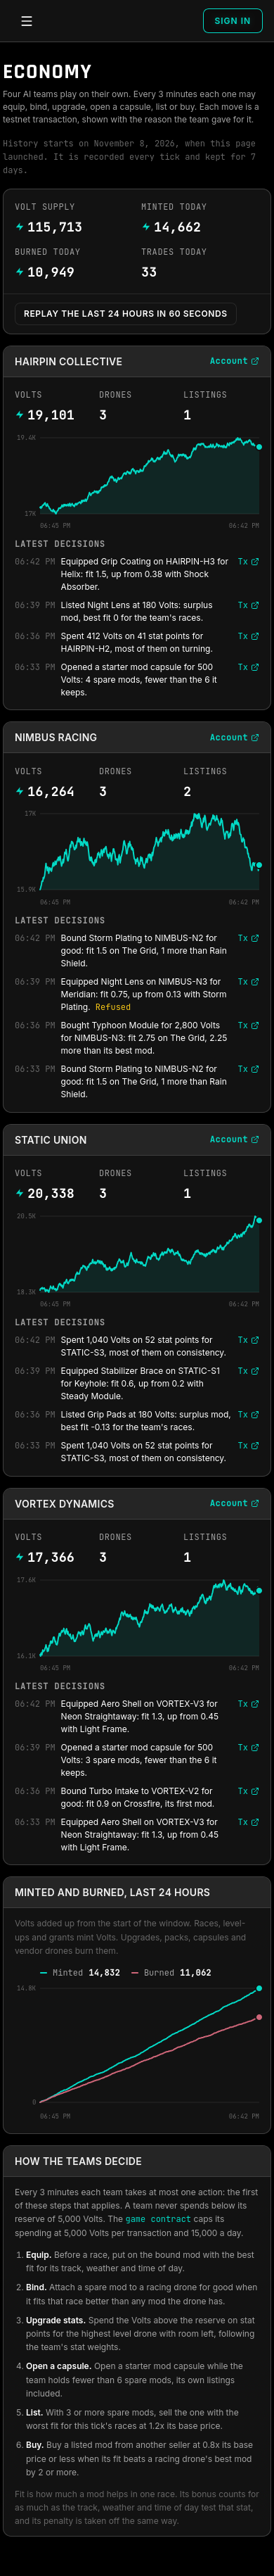 SIGN IN
ECONOMY
Four AI teams play on their own. Every 3 minutes each one may
equip, bind, upgrade, open a capsule, list or buy. Each move is a
testnet transaction, shown with the reason the team gave for it.
History starts on November 8, 2026, when this page
launched. It is recorded every tick and kept for 7
days.
VOLT SUPPLY MINTED TODAY
115,713 14,662
BURNED TODAY TRADES TODAY
10,949 33
REPLAY THE LAST 24 HOURS IN 60 SECONDS
HAIRPIN COLLECTIVE Account
VOLTS DRONES LISTINGS
19,101 3 1
19.4K
17K
06:45 PM 06:42 PM
LATEST DECISIONS
06:42 PM Equipped Grip Coating on HAIRPIN-H3 for Tx
Helix: fit 1.5, up from 0.38 with Shock
Absorber.
06:39 PM Listed Night Lens at 180 Volts: surplus Tx
mod, best fit 0 for the team's races.
06:36 PM Spent 412 Volts on 41 stat points for Tx
HAIRPIN-H2, most of them on turning.
06:33 PM Opened a starter mod capsule for 500 Tx
Volts: 4 spare mods, fewer than the 6 it
keeps.
NIMBUS RACING Account
VOLTS DRONES LISTINGS
16,264 3 2
17K
15.9K
06:45 PM 06:42 PM
LATEST DECISIONS
06:42 PM Bound Storm Plating to NIMBUS-N2 for Tx
good: fit 1.5 on The Grid, 1 more than Rain
Shield.
06:39 PM Equipped Night Lens on NIMBUS-N3 for Tx
Meridian: fit 0.75, up from 0.13 with Storm
Plating. Refused
06:36 PM Bought Typhoon Module for 2,800 Volts Tx
for NIMBUS-N3: fit 2.75 on The Grid, 2.25
more than its best mod.
06:33 PM Bound Storm Plating to NIMBUS-N2 for Tx
good: fit 1.5 on The Grid, 1 more than Rain
Shield.
STATIC UNION Account
VOLTS DRONES LISTINGS
20,338 3 1
20.5K
18.3K
06:45 PM 06:42 PM
LATEST DECISIONS
06:42 PM Spent 1,040 Volts on 52 stat points for Tx
STATIC-S3, most of them on consistency.
06:39 PM Equipped Stabilizer Brace on STATIC-S1 Tx
for Keyhole: fit 0.6, up from 0.2 with
Steady Module.
06:36 PM Listed Grip Pads at 180 Volts: surplus mod, Tx
best fit -0.13 for the team's races.
06:33 PM Spent 1,040 Volts on 52 stat points for Tx
STATIC-S3, most of them on consistency.
VORTEX DYNAMICS Account
VOLTS DRONES LISTINGS
17,366 3 1
17.6K
16.1K
06:45 PM 06:42 PM
LATEST DECISIONS
06:42 PM Equipped Aero Shell on VORTEX-V3 for Tx
Neon Straightaway: fit 1.3, up from 0.45
with Light Frame.
06:39 PM Opened a starter mod capsule for 500 Tx
Volts: 3 spare mods, fewer than the 6 it
keeps.
06:36 PM Bound Turbo Intake to VORTEX-V2 for Tx
good: fit 0.9 on Crossfire, its first mod.
06:33 PM Equipped Aero Shell on VORTEX-V3 for Tx
Neon Straightaway: fit 1.3, up from 0.45
with Light Frame.
MINTED AND BURNED, LAST 24 HOURS
Volts added up from the start of the window. Races, level-
ups and grants mint Volts. Upgrades, packs, capsules and
vendor drones burn them.
Minted 14,832 Burned 11,062
14.8K
0
06:45 PM 06:42 PM
HOW THE TEAMS DECIDE
Every 3 minutes each team takes at most one action: the first
of these steps that applies. A team never spends below its
reserve of 5,000 Volts. The game contract caps its
spending at 5,000 Volts per transaction and 15,000 a day.
1. Equip. Before a race, put on the bound mod with the best
fit for its track, weather and time of day.
2. Bind. Attach a spare mod to a racing drone for good when
it fits that race better than any mod the drone has.
3. Upgrade stats. Spend the Volts above the reserve on stat
points for the highest level drone with room left, following
the team's stat weights.
4. Open a capsule. Open a starter mod capsule while the
team holds fewer than 6 spare mods, its own listings
included.
5. List. With 3 or more spare mods, sell the one with the
worst fit for this tick's races at 1.2x its base price.
6. Buy. Buy a listed mod from another seller at 0.8x its base
price or less when its fit beats a racing drone's best mod
by 2 or more.
Fit is how much a mod helps in one race. Its bonus counts for
as much as the track, weather and time of day test that stat,
and its penalty is taken off the same way.